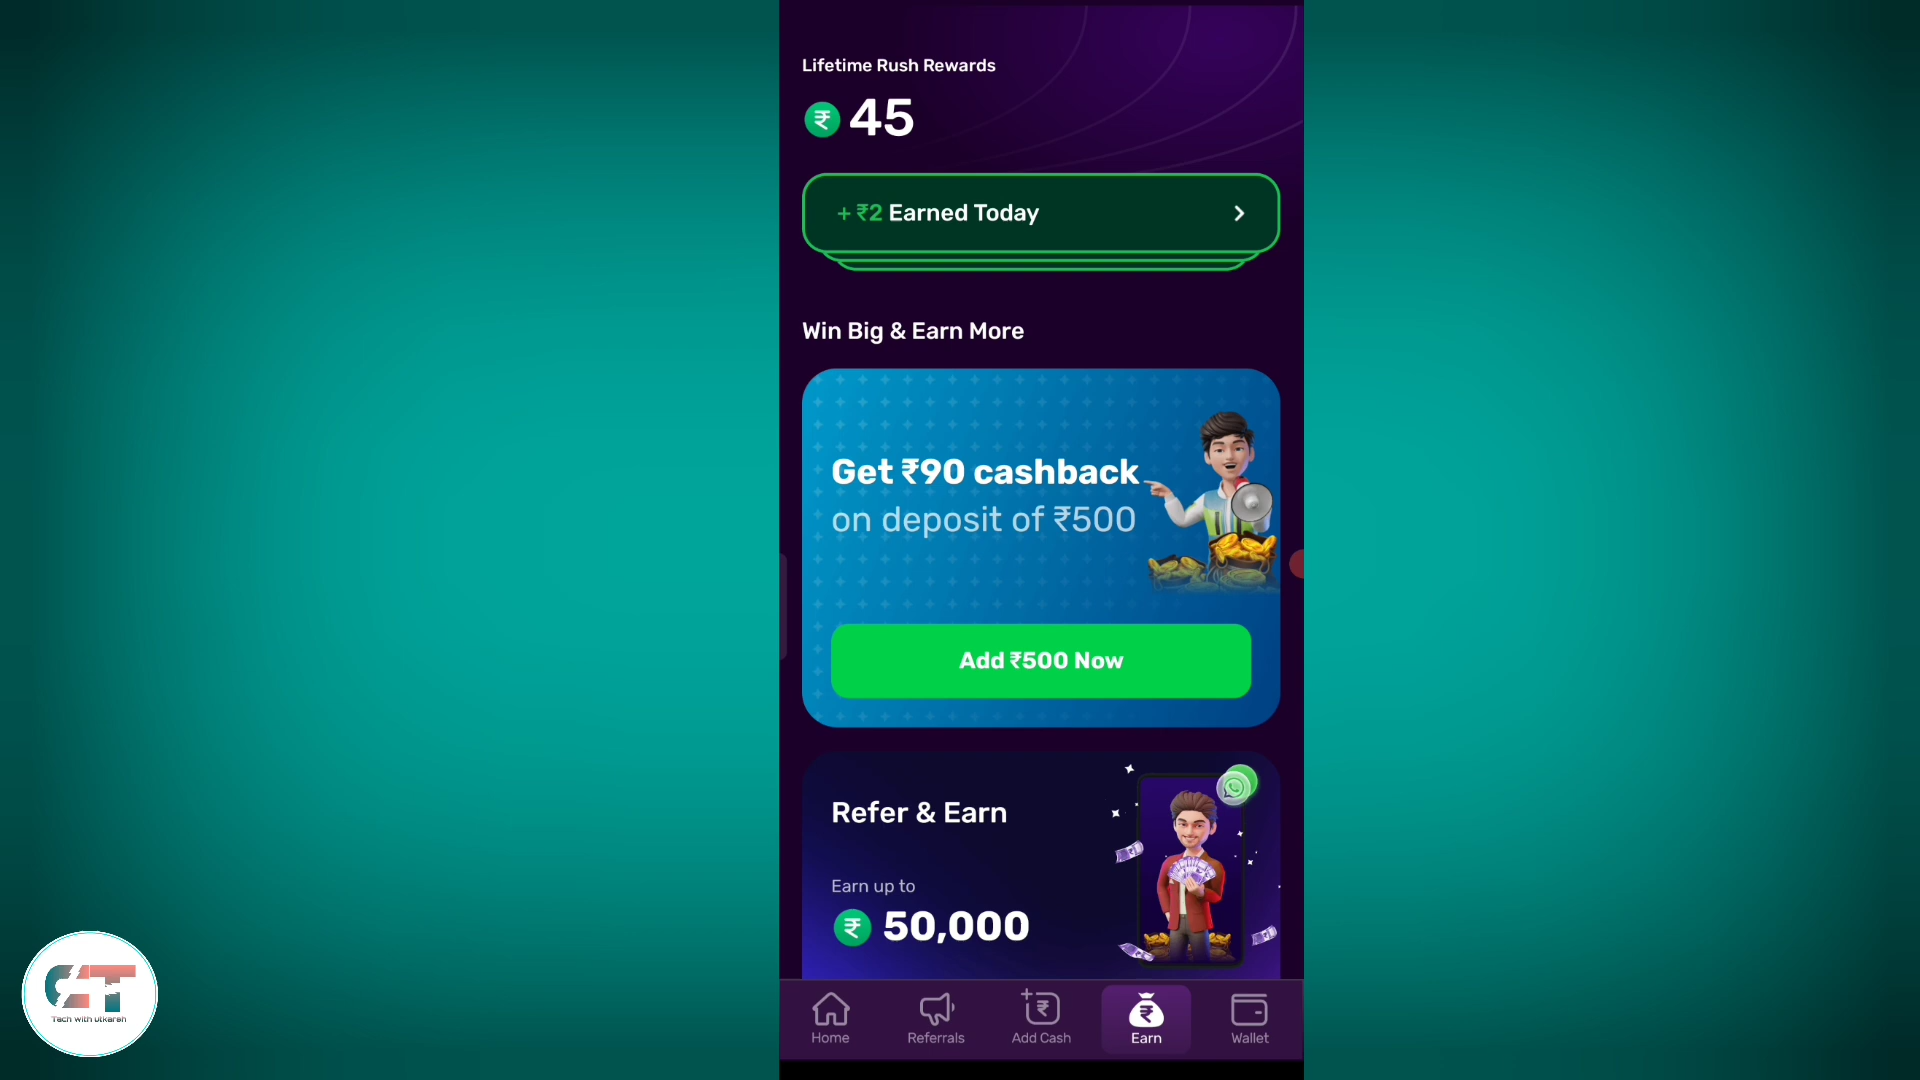 Lifetime Rush Rewards
₹ 45
+ ₹2 Earned Today
Win Big & Earn More
Get ₹90 cashback
on deposit of ₹500
Add ₹500 Now
Refer & Earn
Earn up to
₹ 50,000
Home Referrals Add Cash Earn Wallet
Tech with utkarsh